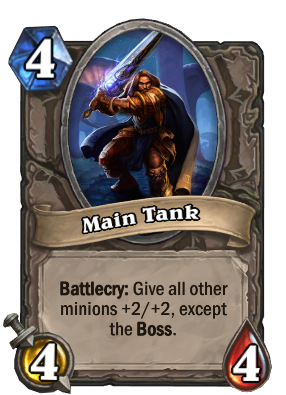 4
Main Tank
Battlecry: Give all other
minions +2/+2, except
the Boss.
4
4